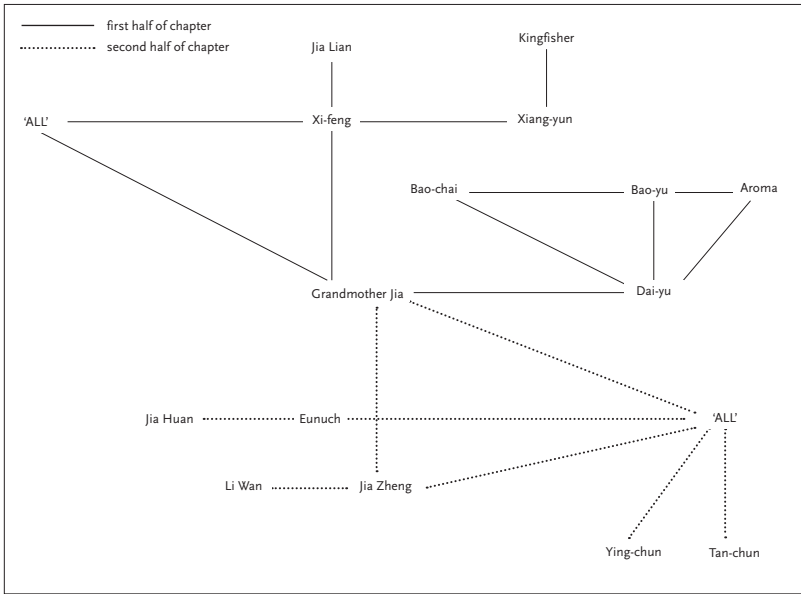 first half of chapter
second half of chapter
Kingfisher
Jia Lian
'ALL'
Xi-feng
Xiang-yun
Bao-chai
Bao-yu
Aroma
Grandmother Jia
Dai-yu
Jia Huan
Eunuch
'ALL'
Li Wan
Jia Zheng
Ying-chun
Tan-chun